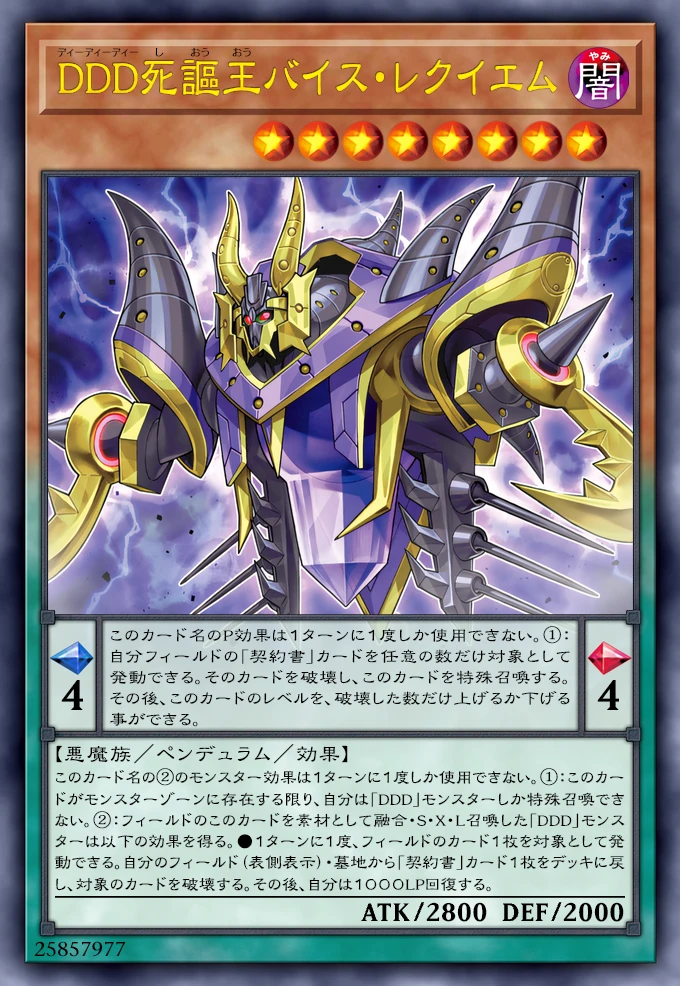 ディーディーディー し おう おう
DDD死謳王バイス・レクイエム
やみ
闇
このカード名のP効果は1ターンに1度しか使用できない。①:
自分フィールドの「契約書」カードを任意の数だけ対象として
発動できる。そのカードを破壊し、このカードを特殊召喚する。
その後、このカードのレベルを、破壊した数だけ上げるか下げる
事ができる。
4
4
【悪魔族/ペンデュラム/効果】
このカード名の②のモンスター効果は1ターンに1度しか使用できない。①:このカー
ドがモンスターゾーンに存在する限り、自分は「DDD」モンスターしか特殊召喚でき
ない。②:フィールドのこのカードを素材として融合・S・X・L召喚した「DDD」モンス
ターは以下の効果を得る。●1ターンに1度、フィールドのカード1枚を対象として発
動できる。自分のフィールド(表側表示)・墓地から「契約書」カード1枚をデッキに戻
し、対象のカードを破壊する。その後、自分は1000LP回復する。
ATK/2800 DEF/2000
25857977